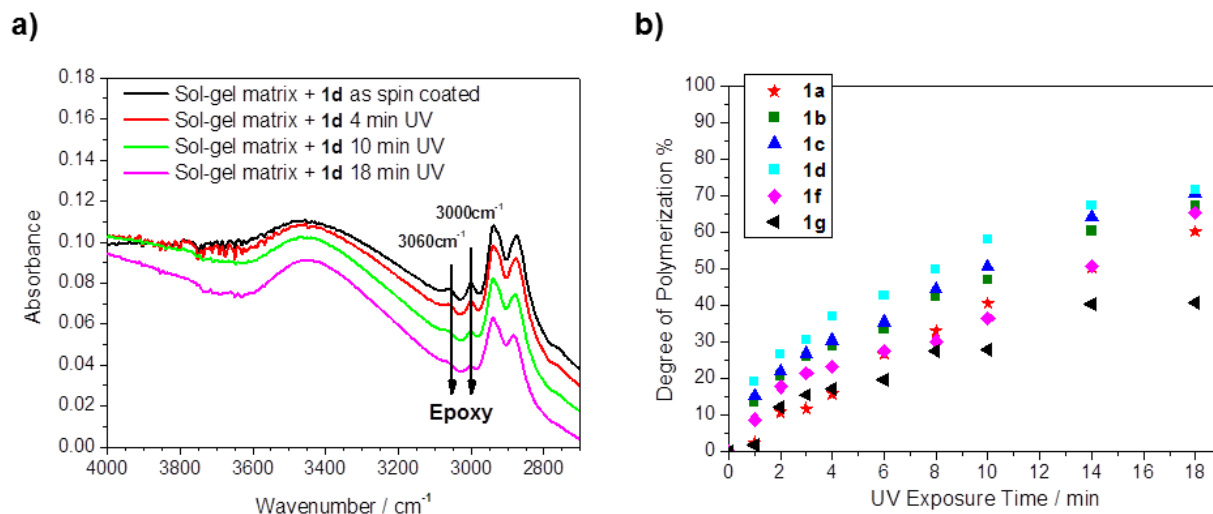 a)
0.18
0.16
0.14
0.12
0.10
0.08
0.06
0.04
0.02
0.00
Absorbance
Sol-gel matrix + 1d as spin coated
Sol-gel matrix + 1d 4 min UV
Sol-gel matrix + 1d 10 min UV
Sol-gel matrix + 1d 18 min UV
3000cm⁻¹
3060cm⁻¹
Epoxy
4000 3800 3600 3400 3200 3000 2800
Wavenumber / cm⁻¹
b)
100
90
80
70
60
50
40
30
20
10
0
Degree of Polymerization %
1a
1b
1c
1d
1f
1g
0 2 4 6 8 10 12 14 16 18
UV Exposure Time / min